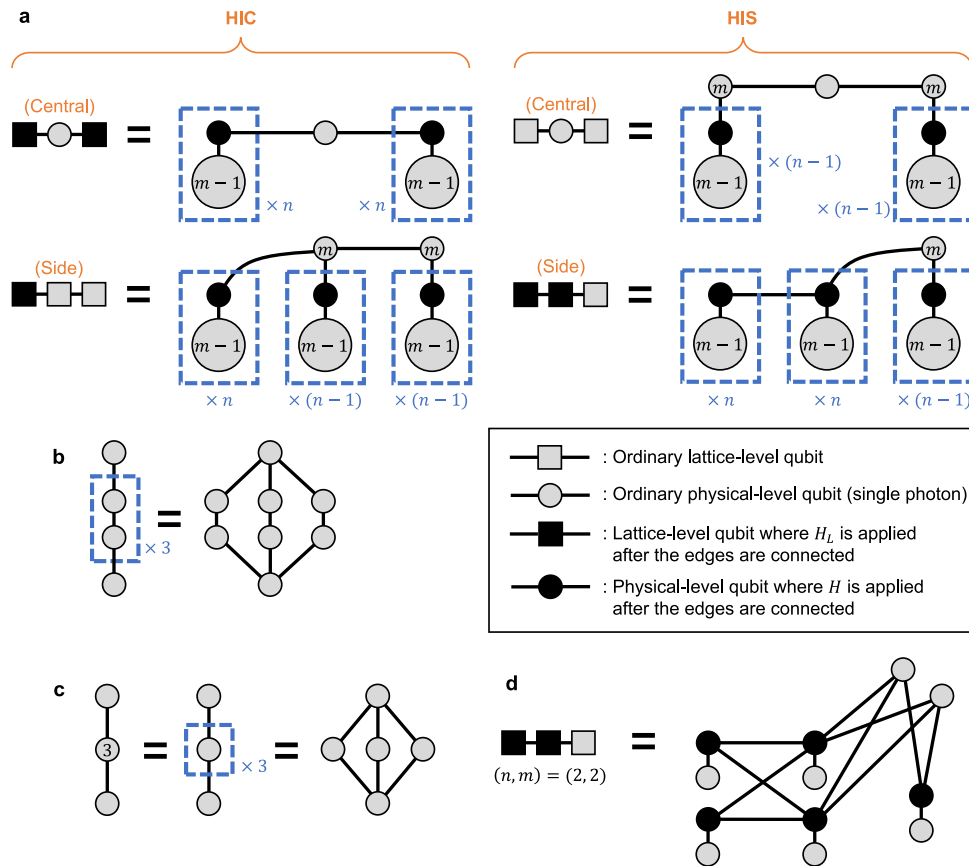 a
HIC
HIS
(Central)
=
m − 1
m − 1
× n
× n
(Central)
=
m
m
m − 1
m − 1
× (n − 1)
× (n − 1)
(Side)
=
m
m
m − 1
m − 1
m − 1
× n
× (n − 1)
× (n − 1)
(Side)
=
m
m − 1
m − 1
m − 1
× n
× n
× (n − 1)
b
× 3
=
: Ordinary lattice-level qubit
: Ordinary physical-level qubit (single photon)
: Lattice-level qubit where H_L is applied
after the edges are connected
: Physical-level qubit where H is applied
after the edges are connected
c
3
=
× 3
=
d
(n, m) = (2, 2)
=